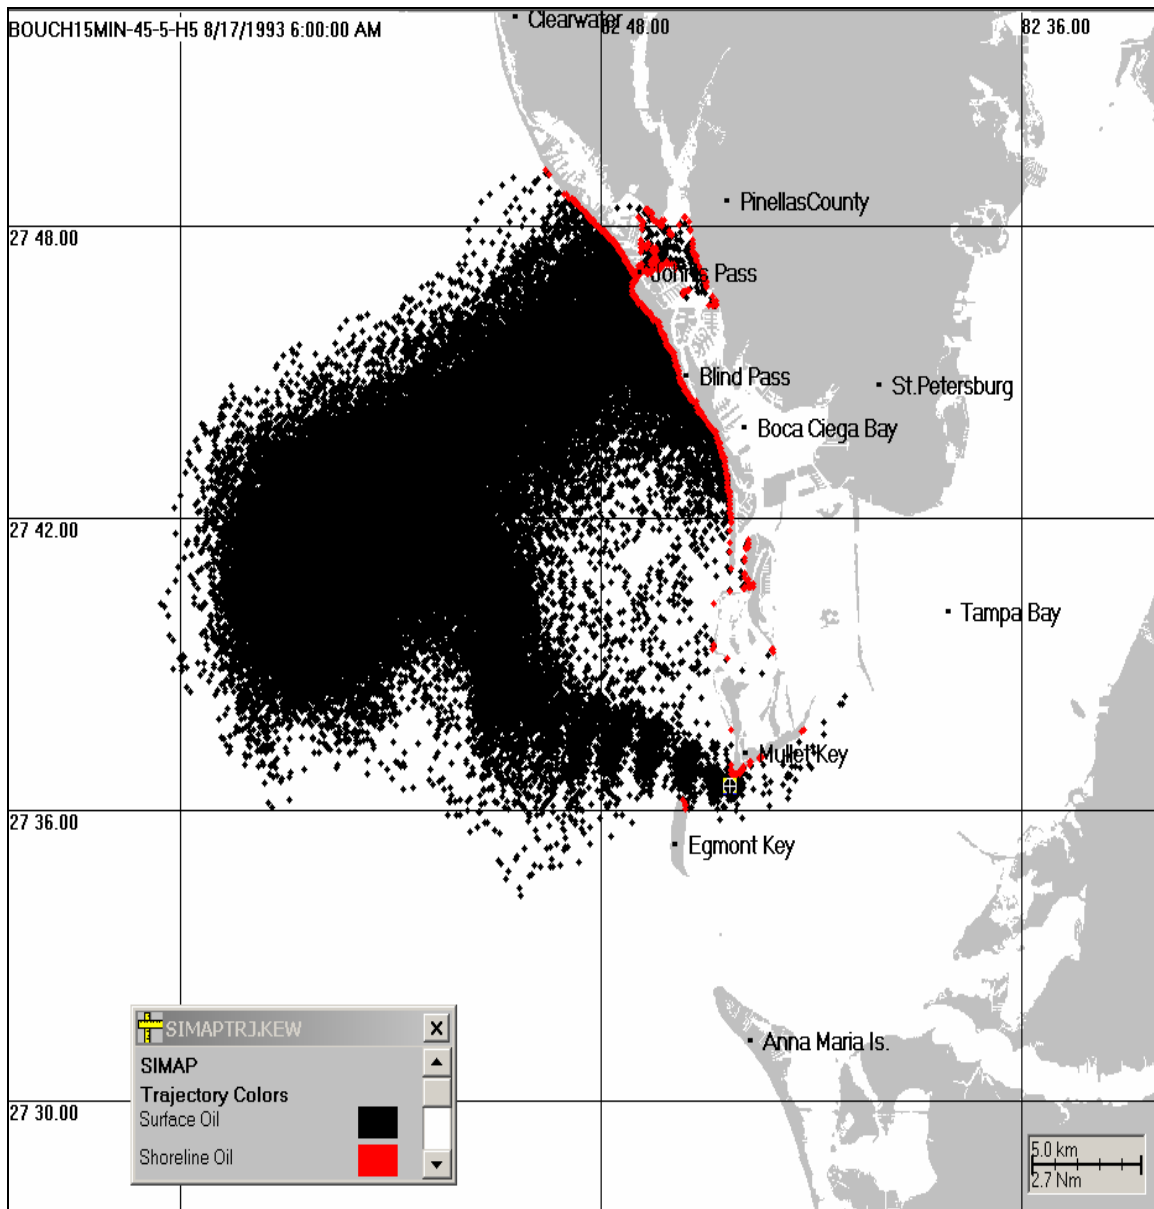 Clearwater
BOUCH15MIN-45-5-H5 8/17/1993 6:00:00 AM
82 48.00
82 36.00
PinellasCounty
27 48.00
John's Pass
Blind Pass
St.Petersburg
Boca Ciega Bay
27 42.00
Tampa Bay
Mullet Key
27 36.00
Egmont Key
SIMAPTRJ.KEW
X
Anna Maria Is.
SIMAP
Trajectory Colors
27 30.00
Surface Oil
Shoreline Oil
5.0 km
2.7 Nm